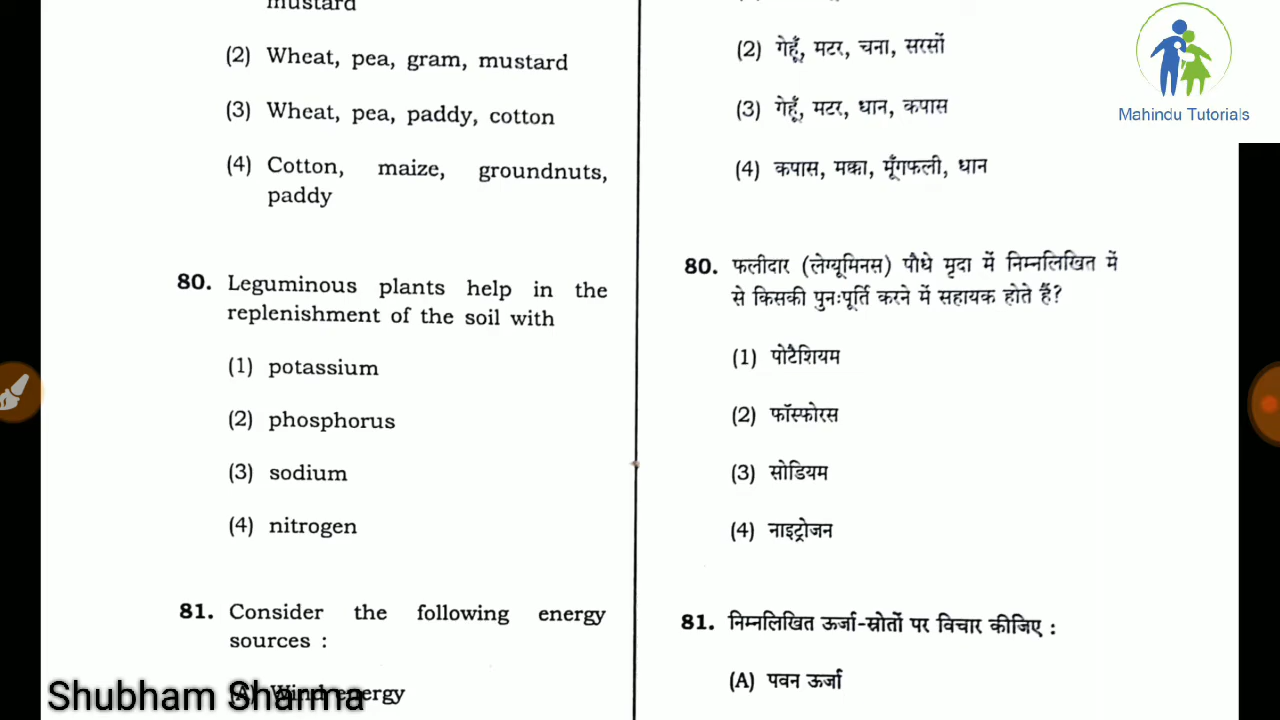 mustard
(2) Wheat, pea, gram, mustard
(3) Wheat, pea, paddy, cotton
(4) Cotton, maize, groundnuts,
paddy
80. Leguminous plants help in the
replenishment of the soil with
(1) potassium
(2) phosphorus
(3) sodium
(4) nitrogen
81. Consider the following energy
sources :
(A) Wind energy
(2) गेहूँ, मटर, चना, सरसों
(3) गेहूँ, मटर, धान, कपास
(4) कपास, मक्का, मूँगफली, धान
80. फलीदार (लेग्यूमिनस) पौधे मृदा में निम्नलिखित में
से किसकी पुनःपूर्ति करने में सहायक होते हैं?
(1) पोटैशियम
(2) फॉस्फोरस
(3) सोडियम
(4) नाइट्रोजन
81. निम्नलिखित ऊर्जा-स्रोतों पर विचार कीजिए :
(A) पवन ऊर्जा
Mahindu Tutorials
Shubham Sharma